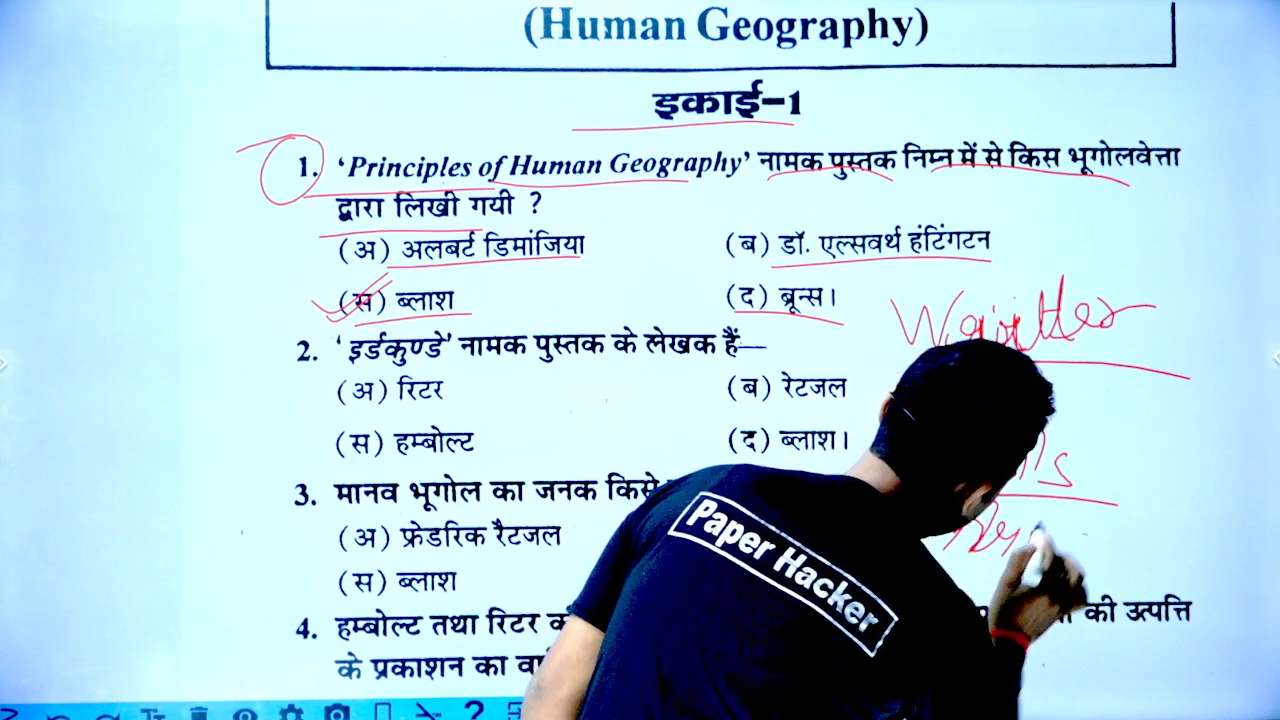 (Human Geography)
इकाई-1
1. 'Principles of Human Geography' नामक पुस्तक निम्न में से किस भूगोलवेत्ता
द्वारा लिखी गयी ?
(अ) अलबर्ट डिमांजिया (ब) डॉ. एल्सवर्थ हंटिंगटन
(स) ब्लाश (द) ब्रून्स।
2. 'इर्डकुण्डे' नामक पुस्तक के लेखक हैं—
(अ) रिटर (ब) रेटजल
(स) हम्बोल्ट (द) ब्लाश।
3. मानव भूगोल का जनक किसे
(अ) फ्रेडरिक रैटजल
(स) ब्लाश
4. हम्बोल्ट तथा रिटर की उत्पत्ति
के प्रकाशन का
Paper Hacker